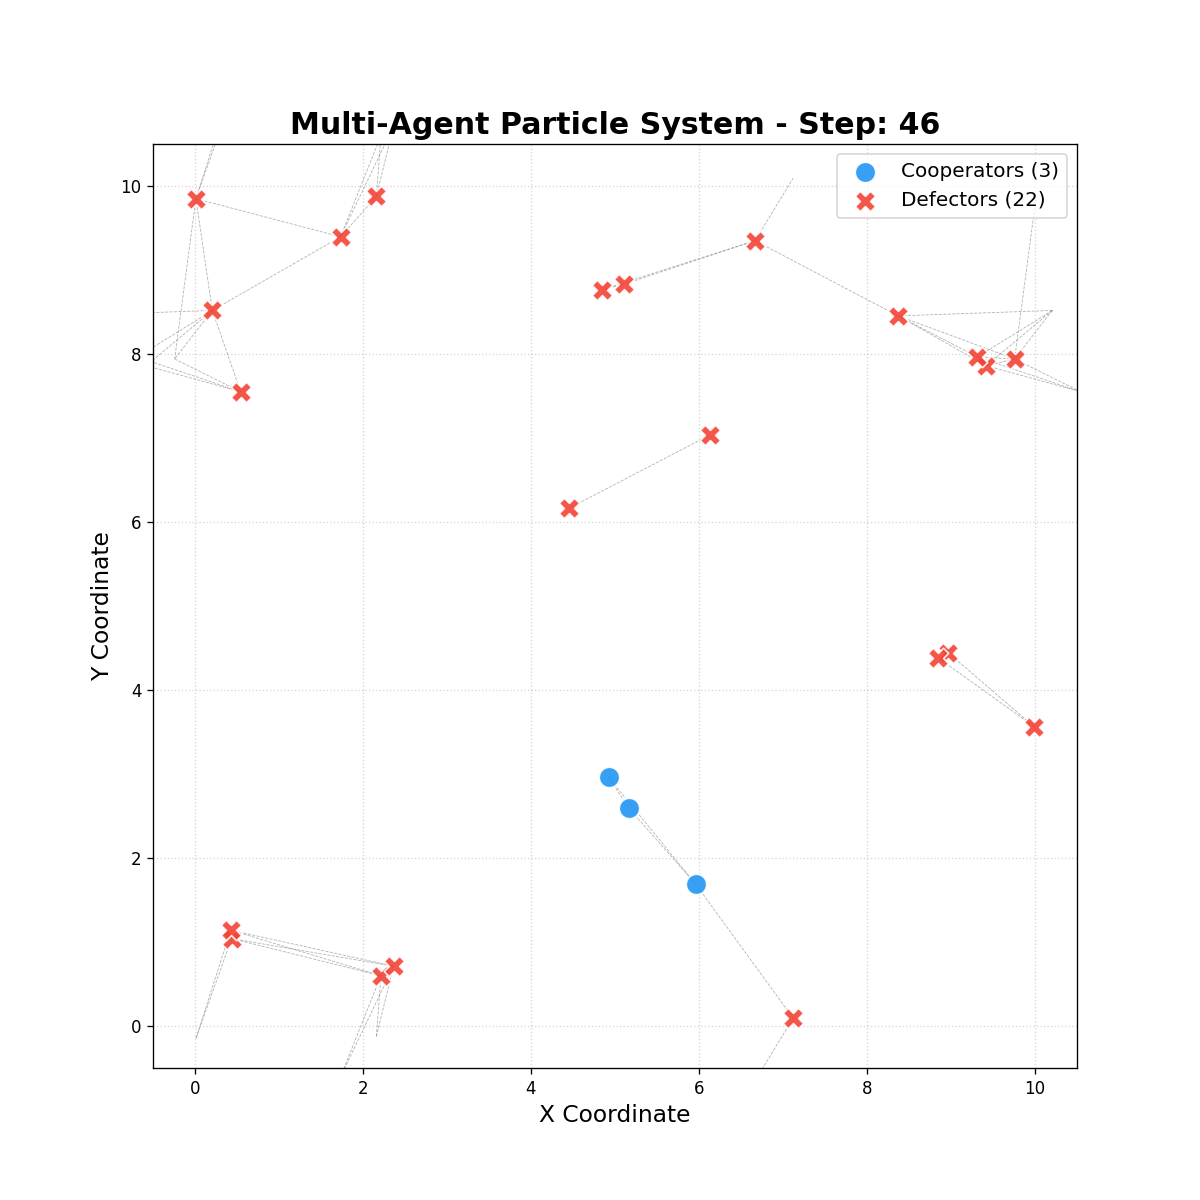 Multi-Agent Particle System - Step: 46
Cooperators (3)
Defectors (22)
10
8
6
4
2
0
Y Coordinate
0 2 4 6 8 10
X Coordinate